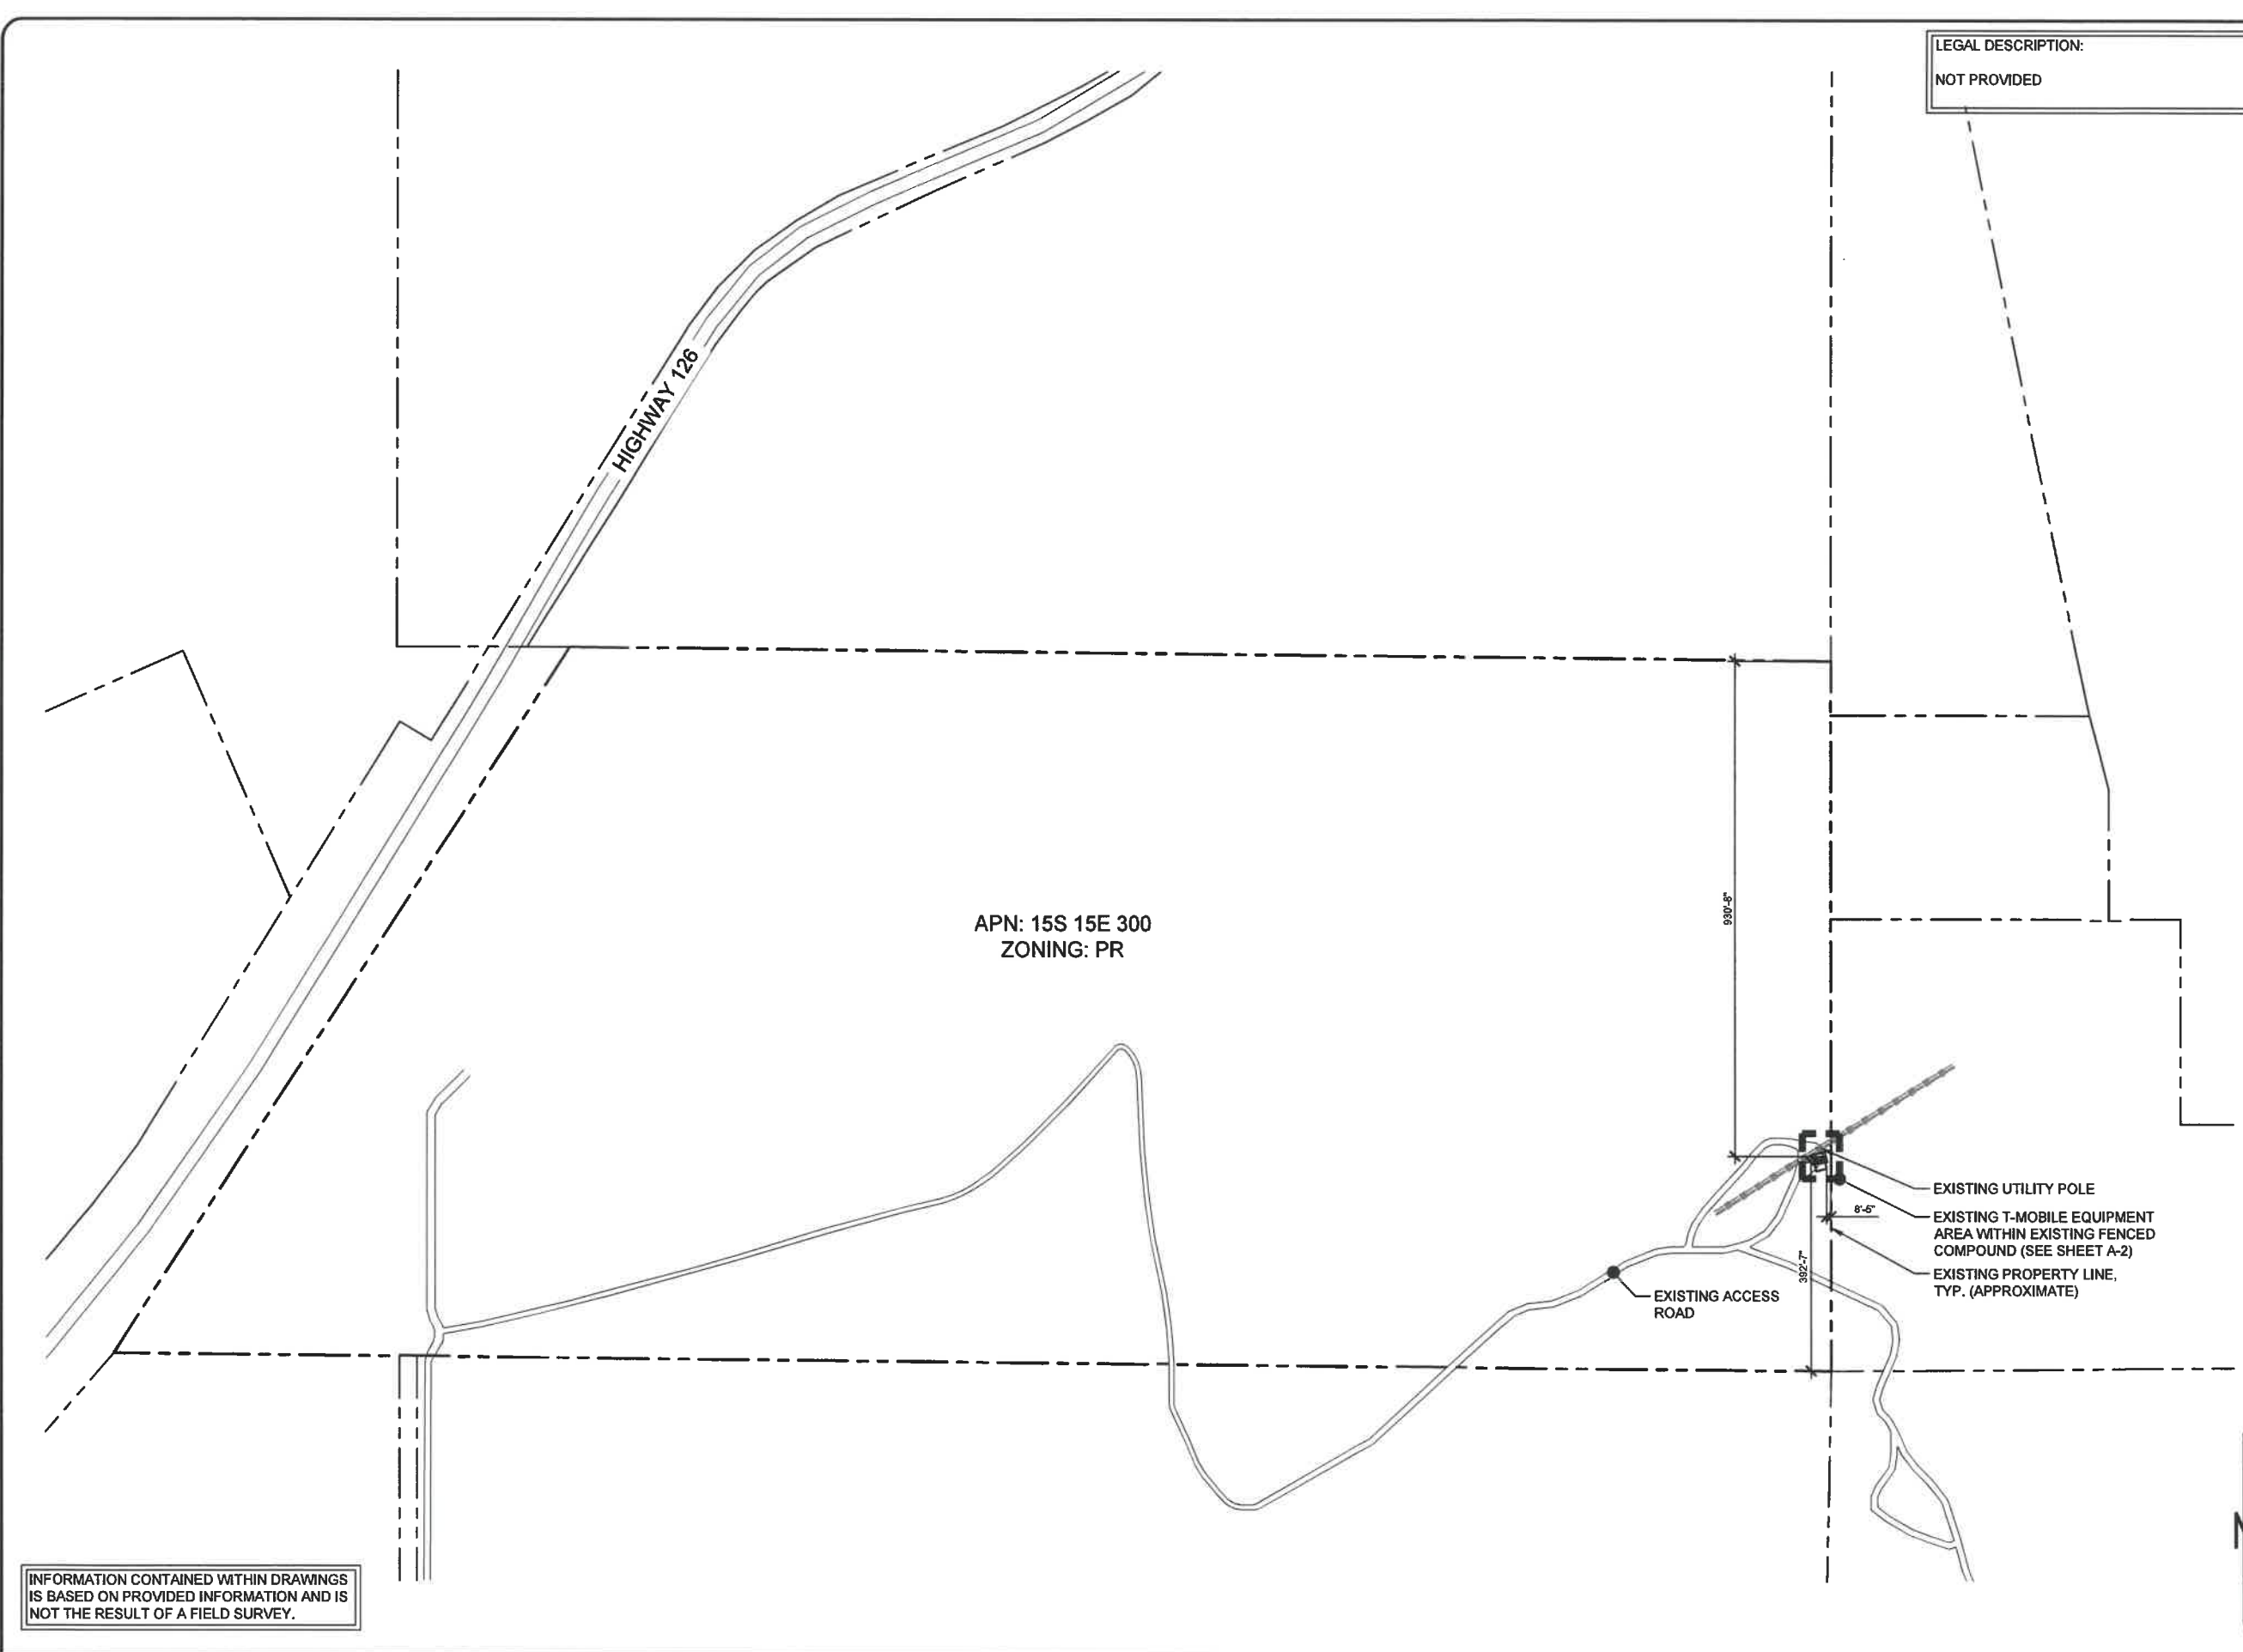 LEGAL DESCRIPTION:
NOT PROVIDED
HIGHWAY 126
APN: 15S 15E 300
ZONING: PR
930'-8"
EXISTING UTILITY POLE
8'-5"
EXISTING T-MOBILE EQUIPMENT
AREA WITHIN EXISTING FENCED
COMPOUND (SEE SHEET A-2)
392'-7"
EXISTING PROPERTY LINE,
TYP. (APPROXIMATE)
EXISTING ACCESS
ROAD
INFORMATION CONTAINED WITHIN DRAWINGS
IS BASED ON PROVIDED INFORMATION AND IS
NOT THE RESULT OF A FIELD SURVEY.